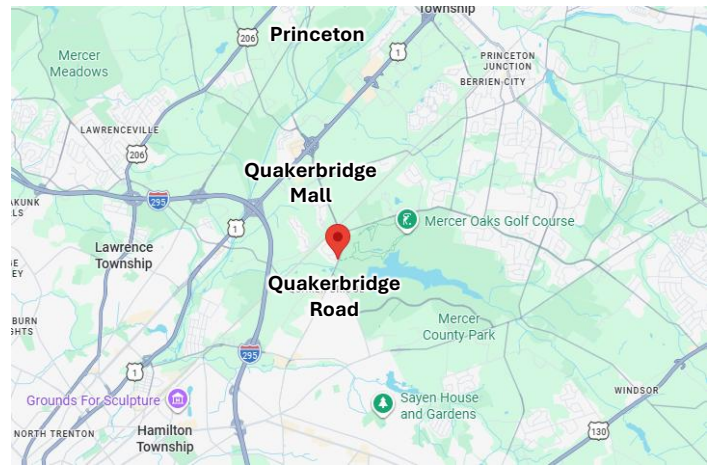 Township
206
Princeton
1
Mercer
Meadows
PRINCETON
JUNCTION
BERRIEN CITY
LAWRENCEVILLE
206
Quakerbridge
Mall
295
1
Mercer Oaks Golf Course
Lawrence
Township
Quakerbridge
Road
Mercer
County Park
295
1
Grounds For Sculpture
Sayen House
and Gardens
WINDSOR
130
NORTH TRENTON
Hamilton
Township